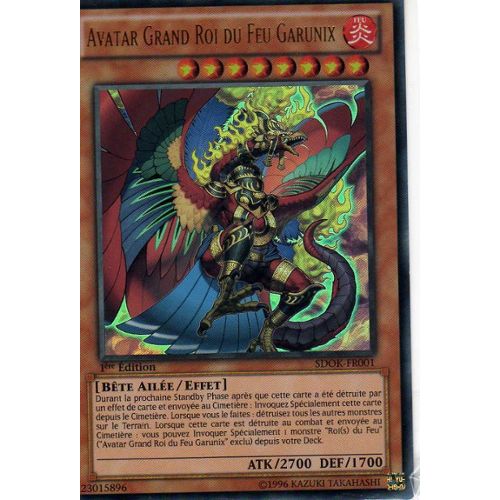 AVATAR GRAND ROI DU FEU GARUNIX
FEU
炎
1ère Édition
SDOK-FR001
[BÊTE AILÉE / EFFET]
Durant la prochaine Standby Phase après que cette carte a été détruite par
un effet de carte et envoyée au Cimetière : Invoquez Spécialement cette carte
depuis le Cimetière. Lorsque vous le faites : détruisez tous les autres monstres
sur le Terrain. Lorsque cette carte est détruite au combat et envoyée au
Cimetière : vous pouvez Invoquer Spécialement 1 monstre "Roi(s) du Feu"
("Avatar Grand Roi du Feu Garunix" exclu) depuis votre Deck.
ATK/2700 DEF/1700
23015896
©1996 KAZUKI TAKAHASHI